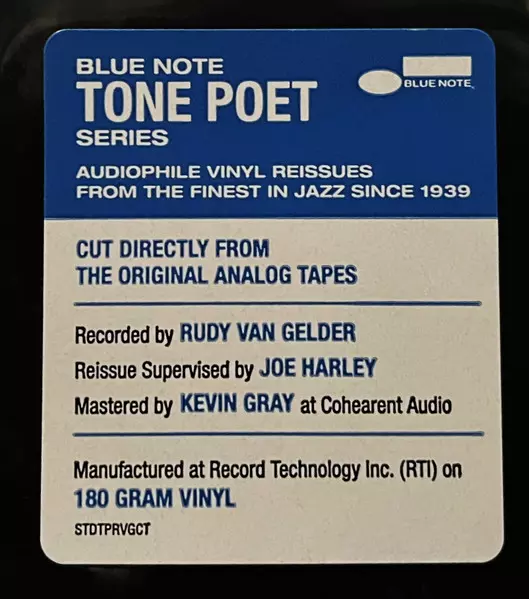 BLUE NOTE
TONE POET
SERIES
BLUE NOTE
AUDIOPHILE VINYL REISSUES
FROM THE FINEST IN JAZZ SINCE 1939
CUT DIRECTLY FROM
THE ORIGINAL ANALOG TAPES
Recorded by RUDY VAN GELDER
Reissue Supervised by JOE HARLEY
Mastered by KEVIN GRAY at Cohearent Audio
Manufactured at Record Technology Inc. (RTI) on
180 GRAM VINYL
STDTPRVGCT